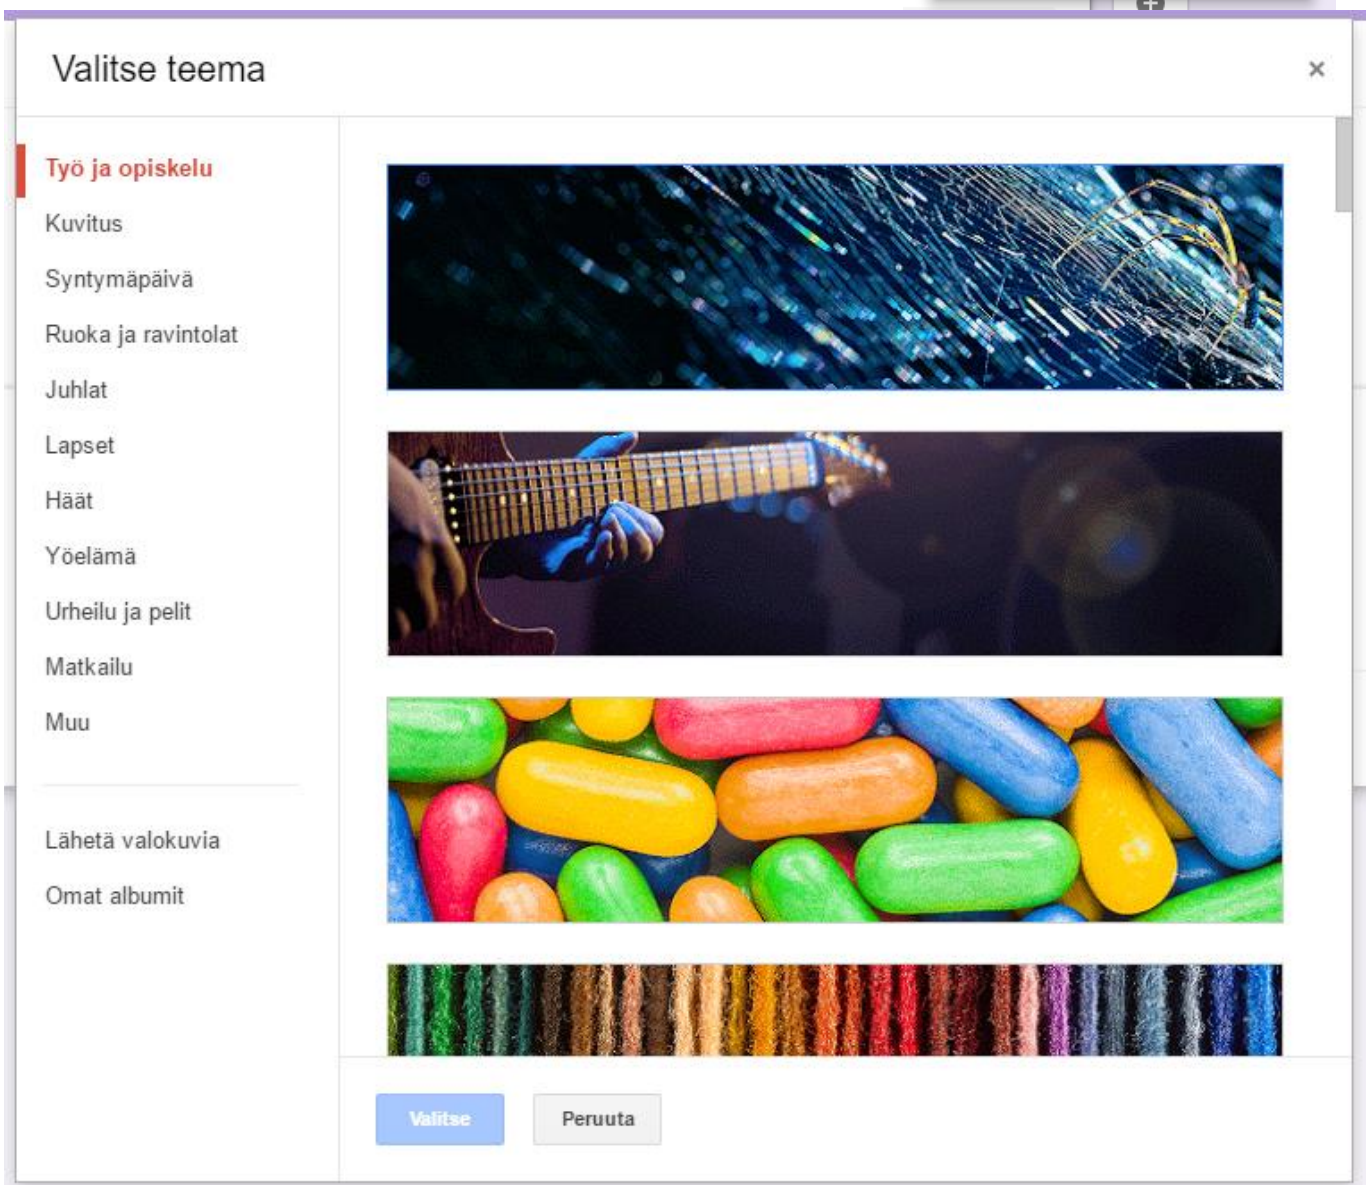 Valitse teema
×
Työ ja opiskelu
Kuvitus
Syntymäpäivä
Ruoka ja ravintolat
Juhlat
Lapset
Häät
Yöelämä
Urheilu ja pelit
Matkailu
Muu
Lähetä valokuvia
Omat albumit
Valitse
Peruuta